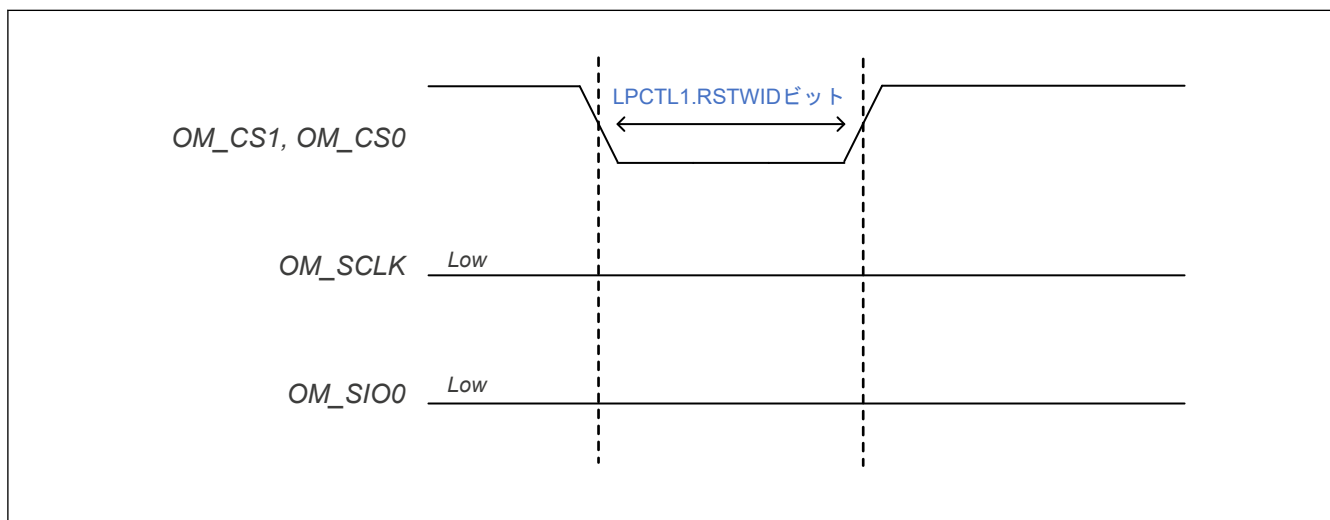 LPCTL1.RSTWIDビット
OM_CS1, OM_CS0
OM_SCLK Low
OM_SIO0 Low